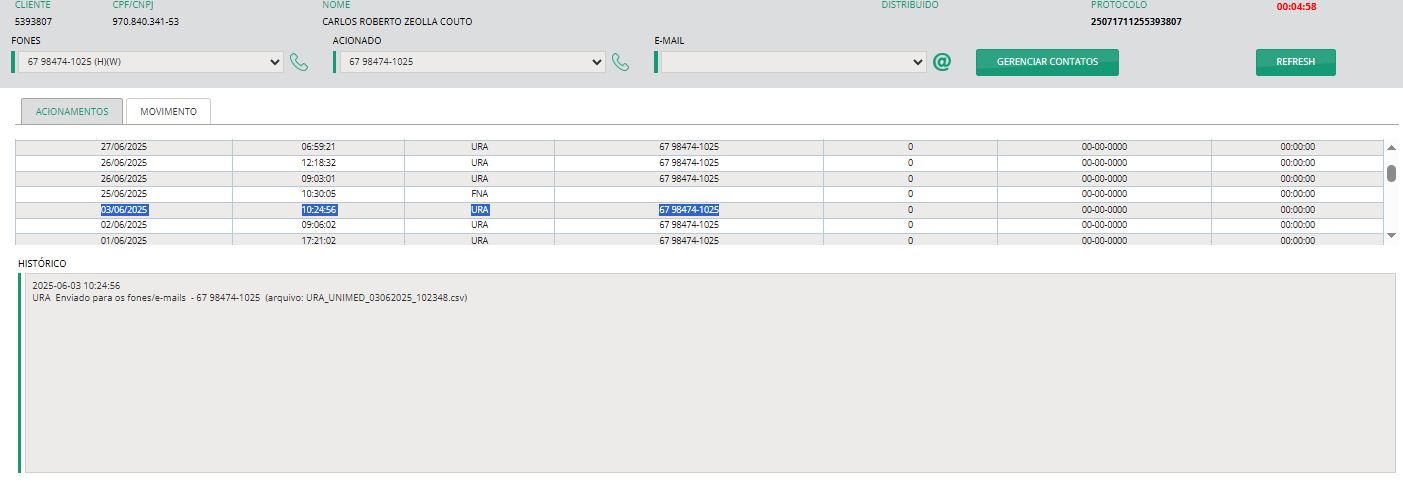 CLIENTE CPF/CNPJ NOME DISTRIBUIDO PROTOCOLO 00:04:58
5393807 970.840.341-53 CARLOS ROBERTO ZEOLLA COUTO 25071711255393807
FONES ACIONADO E-MAIL
67 98474-1025 (H)(W) 67 98474-1025 @ GERENCIAR CONTATOS REFRESH
ACIONAMENTOS MOVIMENTO
27/06/2025 06:59:21 URA 67 98474-1025 0 00-00-0000 00:00:00
26/06/2025 12:18:32 URA 67 98474-1025 0 00-00-0000 00:00:00
26/06/2025 09:03:01 URA 67 98474-1025 0 00-00-0000 00:00:00
25/06/2025 10:30:05 FNA 0 00-00-0000 00:00:00
03/06/2025 10:24:56 URA 67 98474-1025 0 00-00-0000 00:00:00
02/06/2025 09:06:02 URA 67 98474-1025 0 00-00-0000 00:00:00
01/06/2025 17:21:02 URA 67 98474-1025 0 00-00-0000 00:00:00
HISTÓRICO
2025-06-03 10:24:56
URA Enviado para os fones/e-mails - 67 98474-1025 (arquivo: URA_UNIMED_03062025_102348.csv)